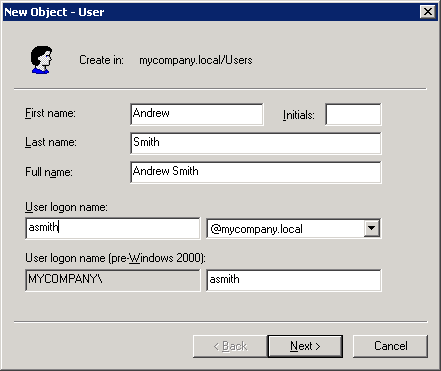 New Object - User
Create in: mycompany.local/Users
First name: Andrew Initials:
Last name: Smith
Full name: Andrew Smith
User logon name:
asmith @mycompany.local
User logon name (pre-Windows 2000):
MYCOMPANY\ asmith
< Back Next > Cancel